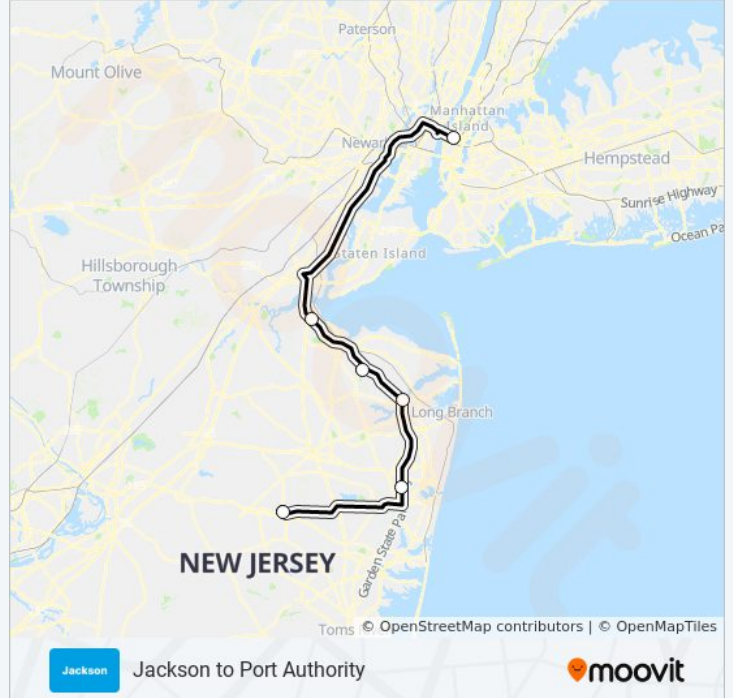 Paterson
Mount Olive
Manhattan
Island
Newar
Hempstead
Sunrise Highway
Ocean Pa
Staten Island
Hillsborough
Township
Long Branch
Garden State Pa
NEW JERSEY
Toms
© OpenStreetMap contributors | © OpenMapTiles
Jackson
Jackson to Port Authority
moovit